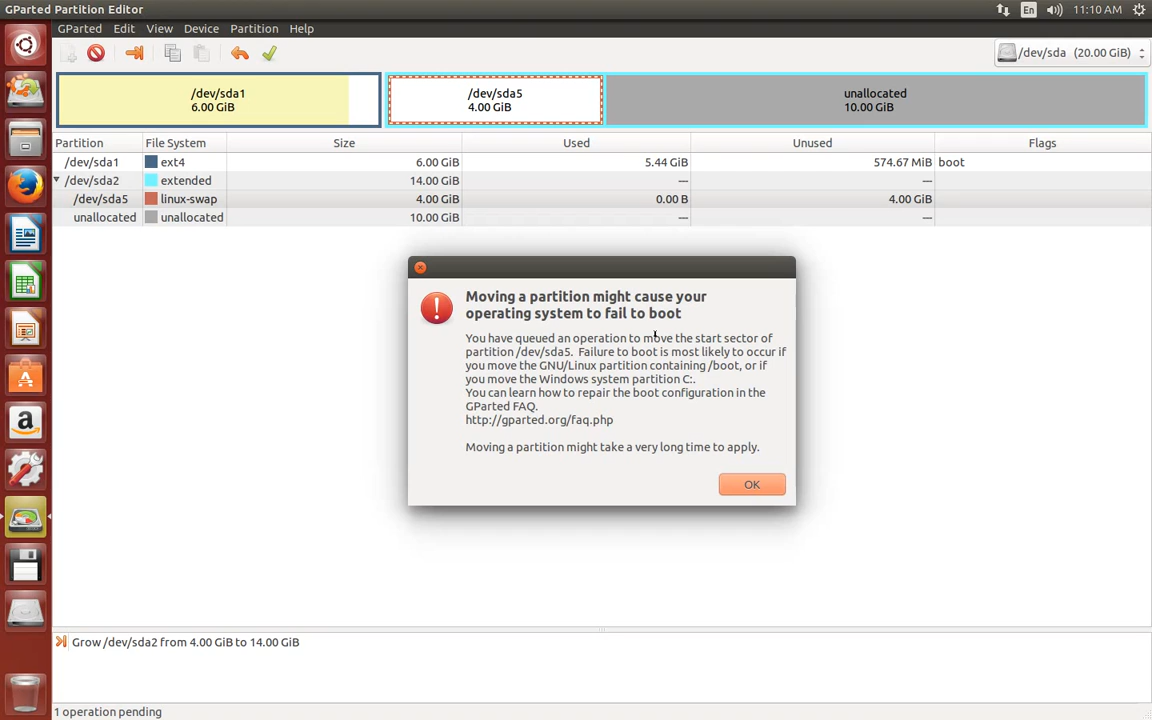 GParted Partition Editor
En
11:10 AM
GParted Edit View Device Partition Help
/dev/sda (20.00 GiB)
/dev/sda1
6.00 GiB
/dev/sda5
4.00 GiB
unallocated
10.00 GiB
Partition File System Size Used Unused Flags
/dev/sda1 ext4 6.00 GiB 5.44 GiB 574.67 MiB boot
/dev/sda2 extended 14.00 GiB — —
/dev/sda5 linux-swap 4.00 GiB 0.00 B 4.00 GiB
unallocated unallocated 10.00 GiB — —
Moving a partition might cause your
operating system to fail to boot
You have queued an operation to move the start sector of
partition /dev/sda5.  Failure to boot is most likely to occur if
you move the GNU/Linux partition containing /boot, or if
you move the Windows system partition C:.
You can learn how to repair the boot configuration in the
GParted FAQ.
http://gparted.org/faq.php
Moving a partition might take a very long time to apply.
OK
Grow /dev/sda2 from 4.00 GiB to 14.00 GiB
1 operation pending